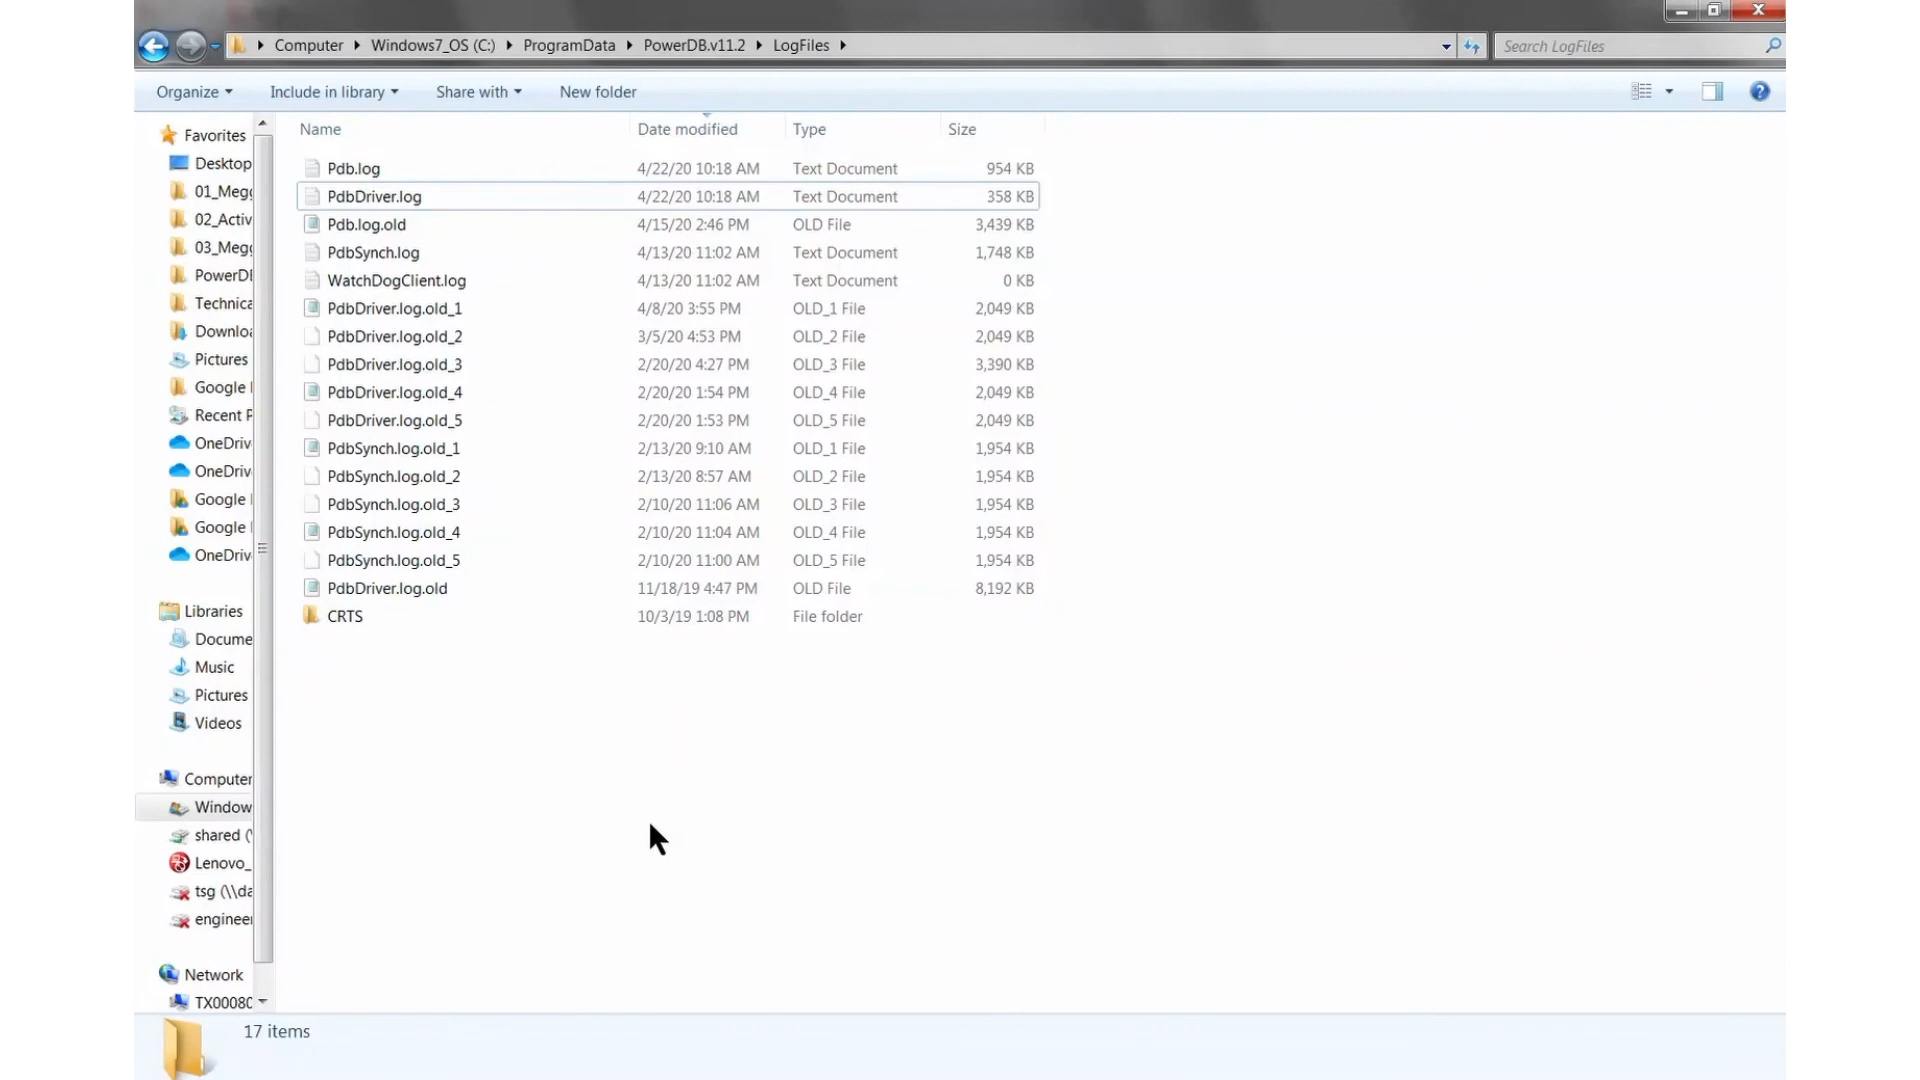 Computer Windows7_OS (C:) ProgramData PowerDB.v11.2 LogFiles Search LogFiles
Organize Include in library Share with New folder
Name Date modified Type Size
Favorites
Desktop
01_Megg
02_Activ
03_Megg
PowerDB
Technica
Downloa
Pictures
Google
Recent P
OneDriv
OneDriv
Google
Google
OneDriv
Libraries
Docume
Music
Pictures
Videos
Computer
Window
shared (\
Lenovo_
tsg (\\da
engineer
Network
TX00080
Pdb.log 4/22/20 10:18 AM Text Document 954 KB
PdbDriver.log 4/22/20 10:18 AM Text Document 358 KB
Pdb.log.old 4/15/20 2:46 PM OLD File 3,439 KB
PdbSynch.log 4/13/20 11:02 AM Text Document 1,748 KB
WatchDogClient.log 4/13/20 11:02 AM Text Document 0 KB
PdbDriver.log.old_1 4/8/20 3:55 PM OLD_1 File 2,049 KB
PdbDriver.log.old_2 3/5/20 4:53 PM OLD_2 File 2,049 KB
PdbDriver.log.old_3 2/20/20 4:27 PM OLD_3 File 3,390 KB
PdbDriver.log.old_4 2/20/20 1:54 PM OLD_4 File 2,049 KB
PdbDriver.log.old_5 2/20/20 1:53 PM OLD_5 File 2,049 KB
PdbSynch.log.old_1 2/13/20 9:10 AM OLD_1 File 1,954 KB
PdbSynch.log.old_2 2/13/20 8:57 AM OLD_2 File 1,954 KB
PdbSynch.log.old_3 2/10/20 11:06 AM OLD_3 File 1,954 KB
PdbSynch.log.old_4 2/10/20 11:04 AM OLD_4 File 1,954 KB
PdbSynch.log.old_5 2/10/20 11:00 AM OLD_5 File 1,954 KB
PdbDriver.log.old 11/18/19 4:47 PM OLD File 8,192 KB
CRTS 10/3/19 1:08 PM File folder
17 items